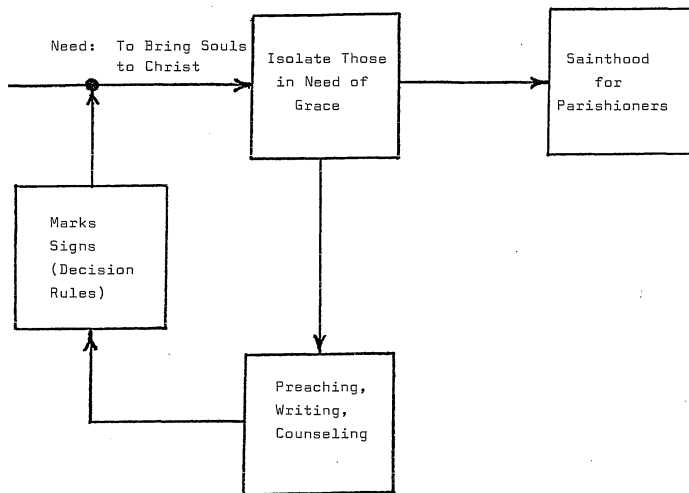 Need: To Bring Souls
to Christ
Isolate Those
in Need of
Grace
Sainthood
for
Parishioners
Marks
Signs
(Decision
Rules)
Preaching,
Writing,
Counseling